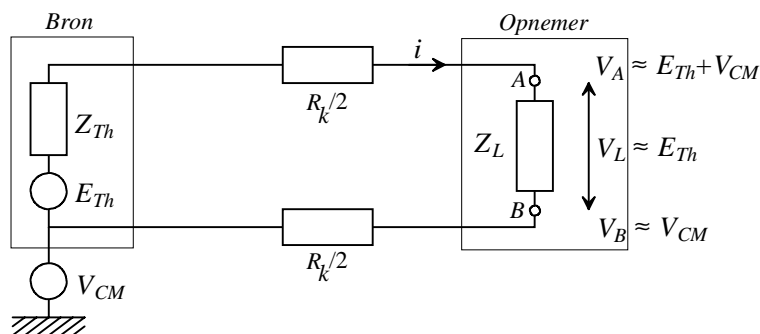 Bron
Opnemer
i
R_k/2
A
V_A ≈ E_Th+V_CM
Z_Th
Z_L
V_L ≈ E_Th
E_Th
B
V_B ≈ V_CM
R_k/2
V_CM